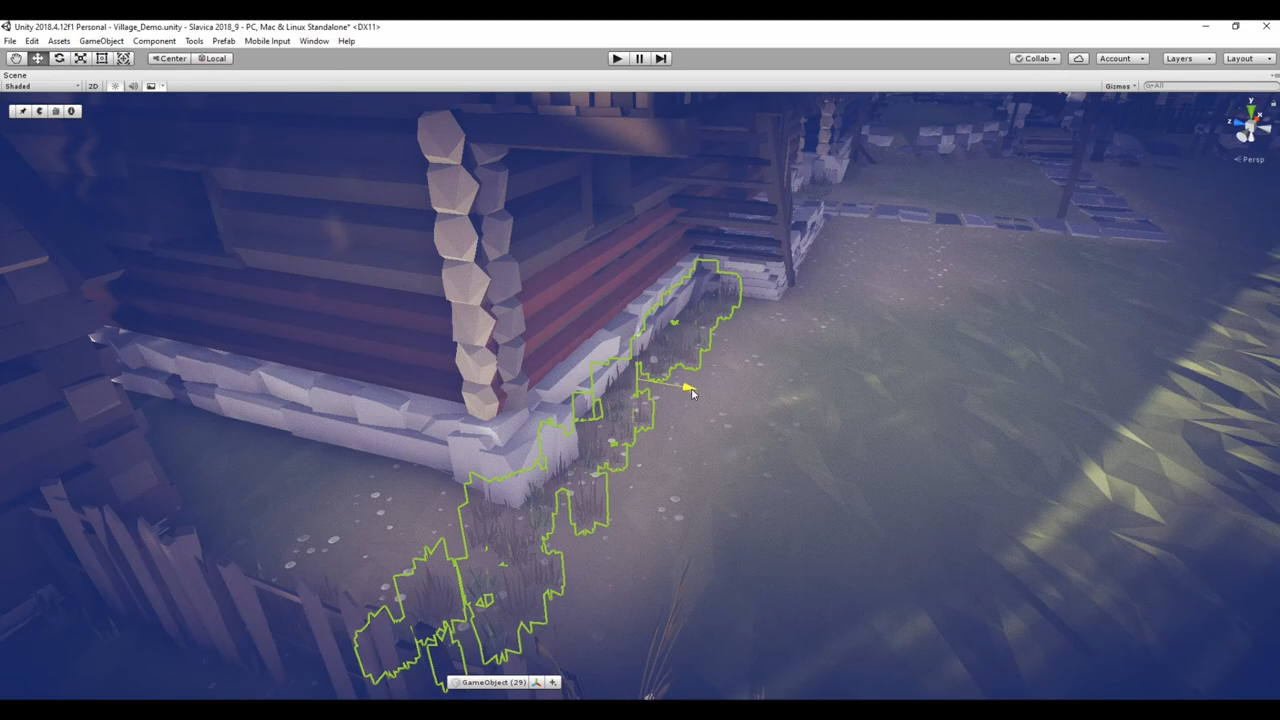 Unity 2018.4.12f1 Personal - Village_Demo.unity - Slavica 2018_9 - PC, Mac & Linux Standalone* <DX11>
File Edit Assets GameObject Component Tools Prefab Mobile Input Window Help
Center Local Collab Account Layers Layout
Scene
Shaded 2D Gizmos All
y
x
z
Persp
GameObject (29)